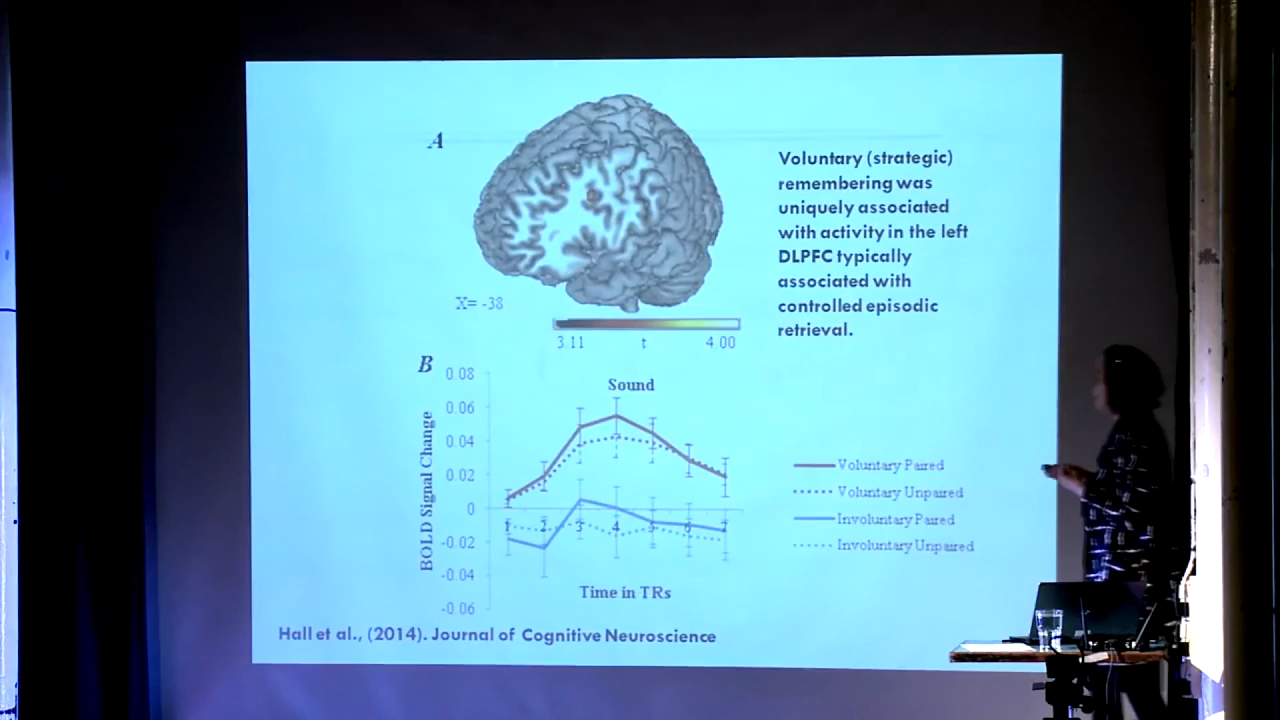 A
Voluntary (strategic)
remembering was
uniquely associated
with activity in the left
DLPFC typically
associated with
controlled episodic
retrieval.
X= -38
3.11 t 4.00
B
0.08
0.06
0.04
0.02
0
-0.02
-0.04
-0.06
BOLD Signal Change
Sound
1 2 3 4 5 6 7
Time in TRs
Voluntary Paired
Voluntary Unpaired
Involuntary Paired
Involuntary Unpaired
Hall et al., (2014). Journal of Cognitive Neuroscience